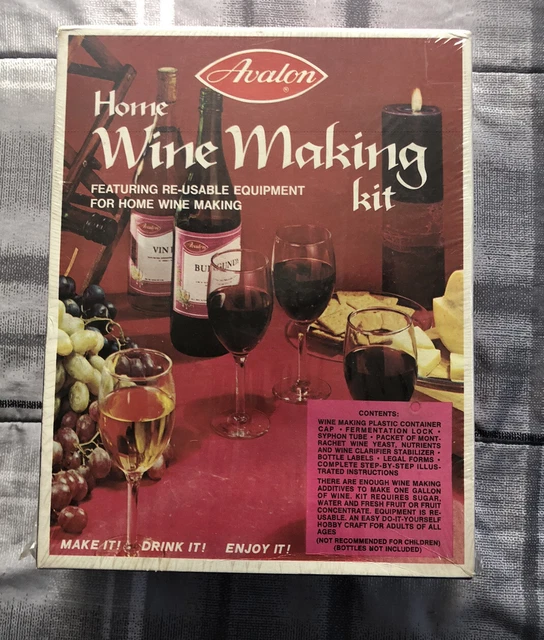 Avalon
Home
Wine Making
kit
FEATURING RE-USABLE EQUIPMENT
FOR HOME WINE MAKING
Avalon
VIN
Avalon
BURGUNDY
CONTENTS:
WINE MAKING PLASTIC CONTAINER
CAP • FERMENTATION LOCK •
SYPHON TUBE • PACKET OF MONT-
RACHET WINE YEAST, NUTRIENTS
AND WINE CLARIFIER STABILIZER •
BOTTLE LABELS • LEGAL FORMS •
COMPLETE STEP-BY-STEP ILLUS-
TRATED INSTRUCTIONS
THERE ARE ENOUGH WINE MAKING
ADDITIVES TO MAKE ONE GALLON
OF WINE. KIT REQUIRES SUGAR,
WATER AND FRESH FRUIT OR FRUIT
CONCENTRATE. EQUIPMENT IS RE-
USABLE. AN EASY DO-IT-YOURSELF
HOBBY CRAFT FOR ADULTS OF ALL
AGES
(NOT RECOMMENDED FOR CHILDREN)
(BOTTLES NOT INCLUDED)
MAKE IT! DRINK IT! ENJOY IT!